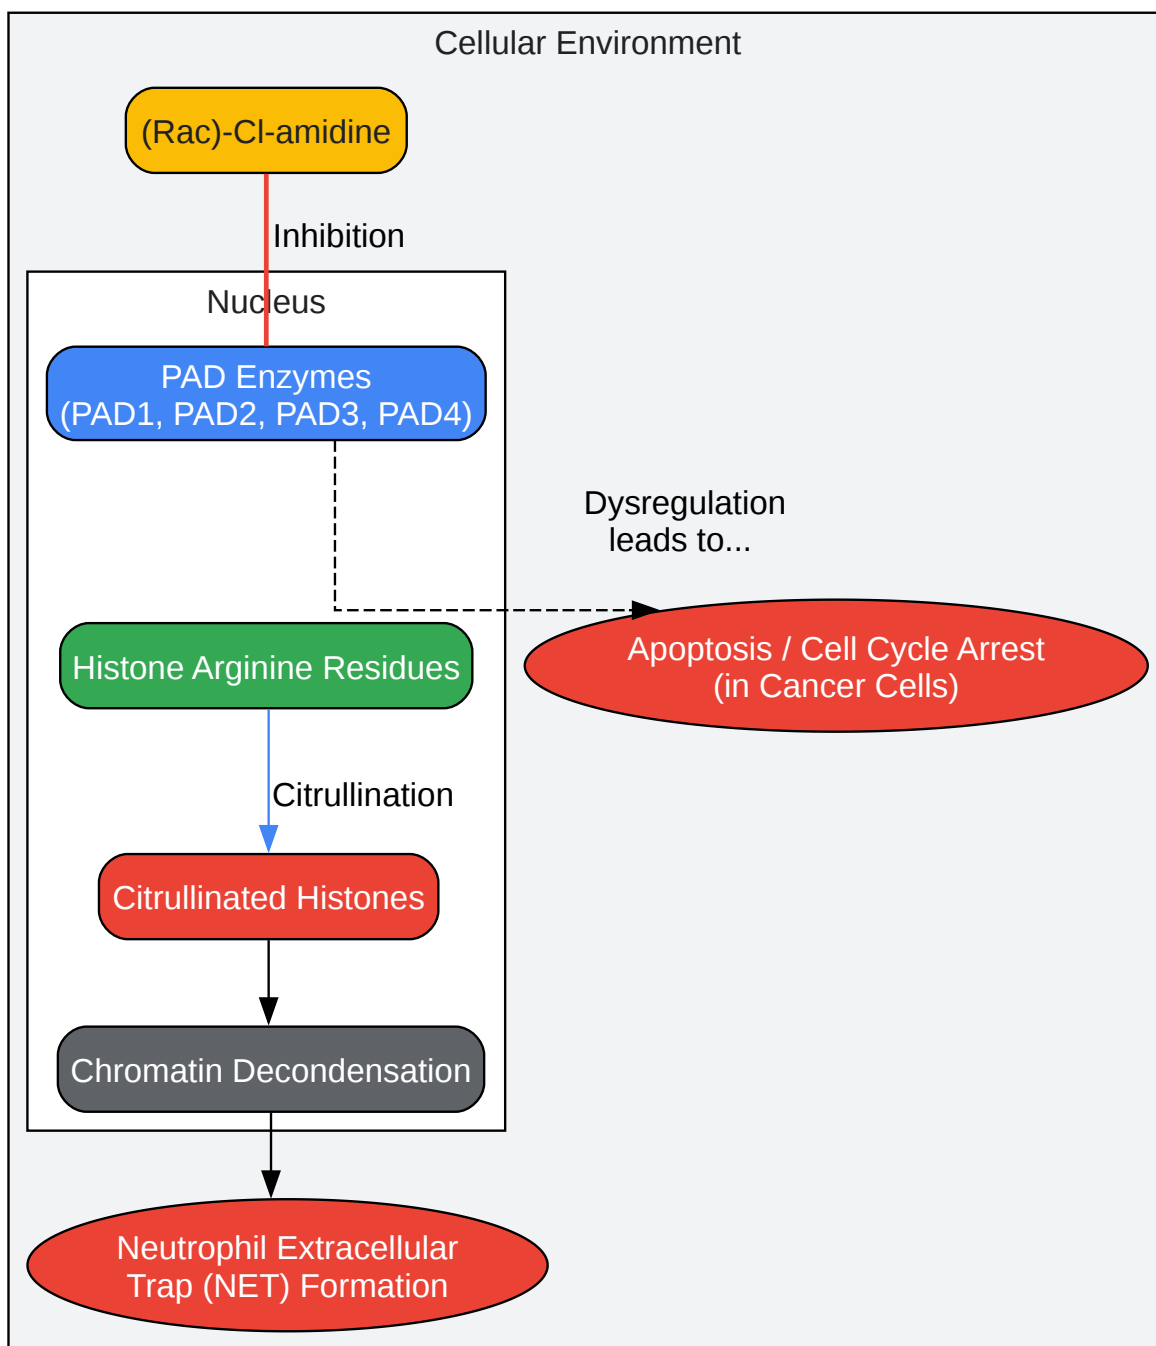 Cellular Environment
(Rac)-Cl-amidine
Inhibition
Nucleus
PAD Enzymes
(PAD1, PAD2, PAD3, PAD4)
Dysregulation
leads to...
Histone Arginine Residues
Apoptosis / Cell Cycle Arrest
(in Cancer Cells)
Citrullination
Citrullinated Histones
Chromatin Decondensation
Neutrophil Extracellular
Trap (NET) Formation